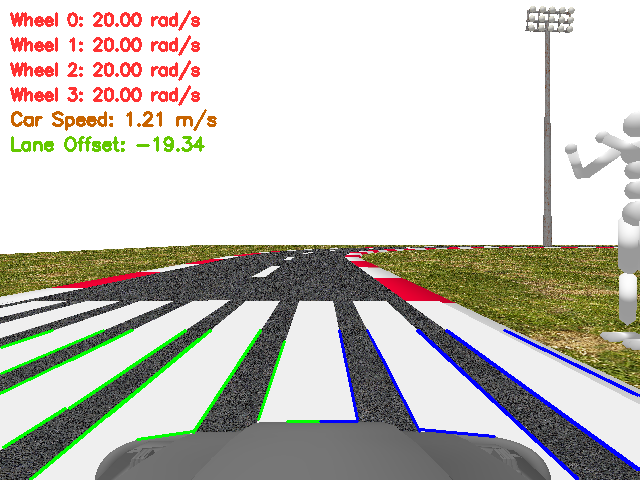 Wheel 0: 20.00 rad/s
Wheel 1: 20.00 rad/s
Wheel 2: 20.00 rad/s
Wheel 3: 20.00 rad/s
Car Speed: 1.21 m/s
Lane Offset: -19.34